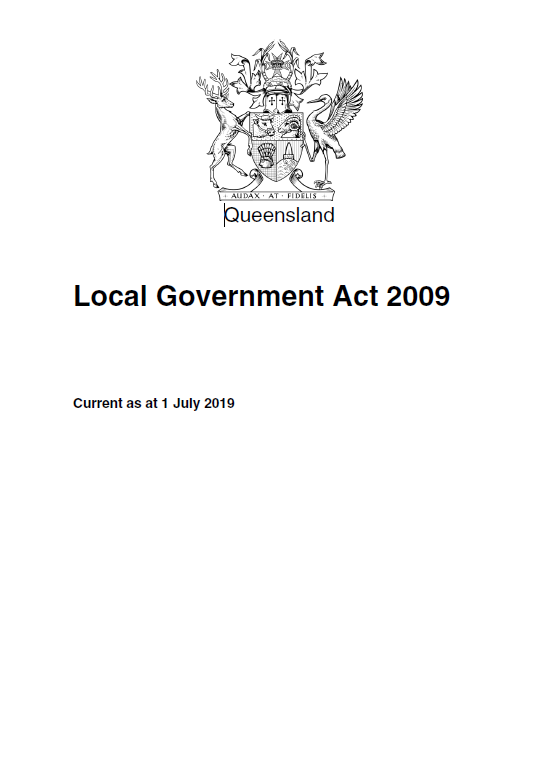 AUDAX · AT · FIDELIS
Queensland
Local Government Act 2009
Current as at 1 July 2019